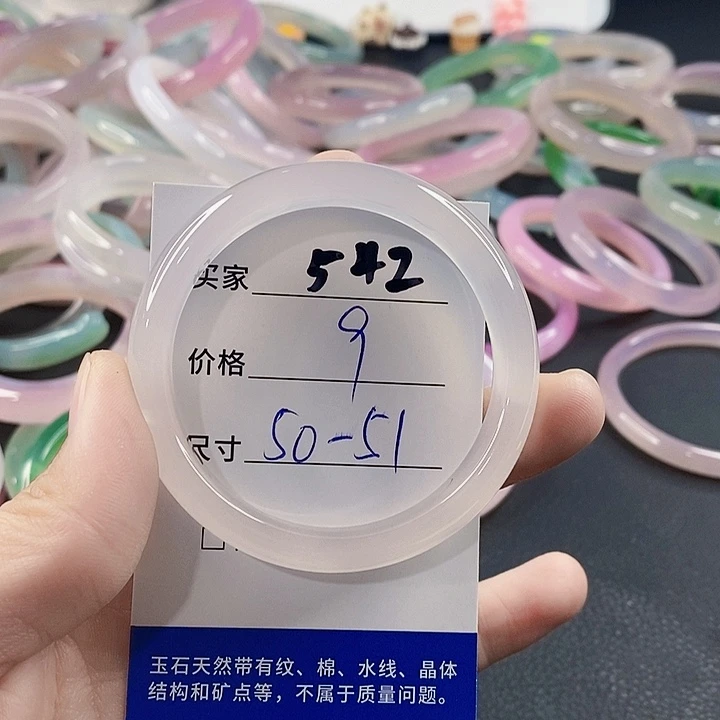 买家 542
价格 9
尺寸 50-51
玉石天然带有纹、棉、水线、晶体
结构和矿点等，不属于质量问题。